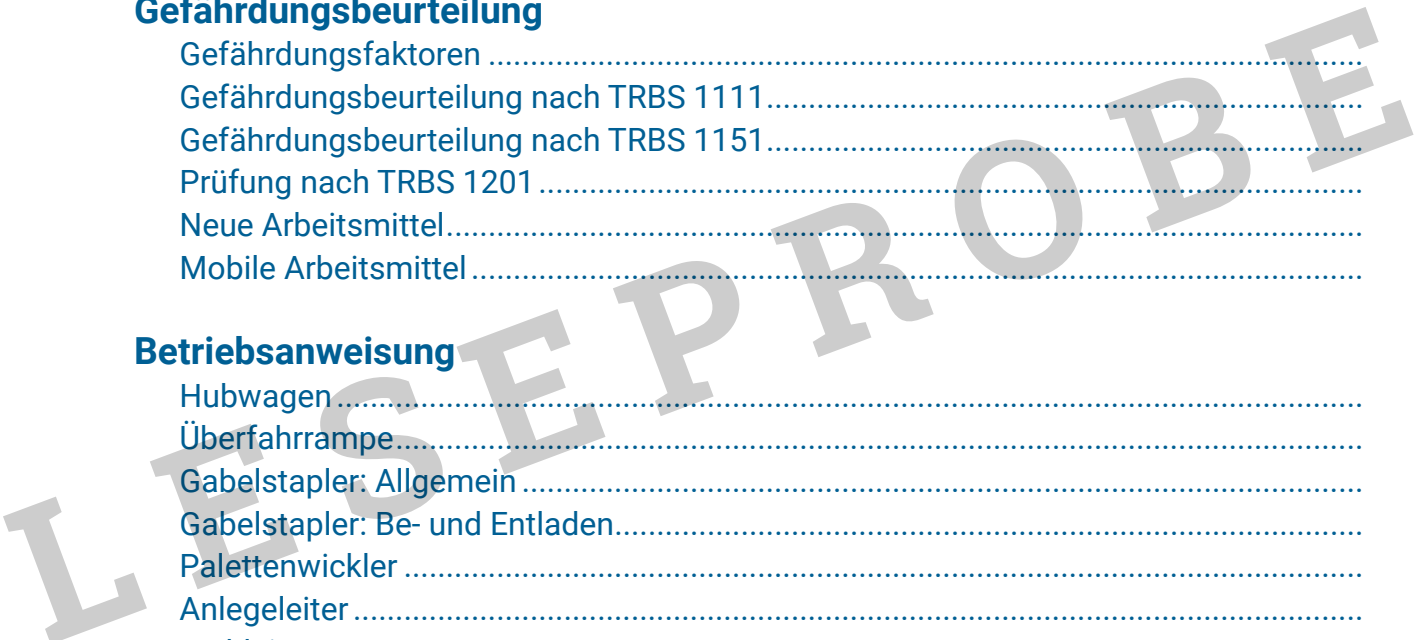 Gefährdungsbeurteilung
Gefährdungsfaktoren
Gefährdungsbeurteilung nach TRBS 1111
Gefährdungsbeurteilung nach TRBS 1151
Prüfung nach TRBS 1201
Neue Arbeitsmittel
Mobile Arbeitsmittel
Betriebsanweisung
Hubwagen
Überfahrrampe
Gabelstapler: Allgemein
Gabelstapler: Be- und Entladen
Palettenwickler
Anlegeleiter
LESEPROBE